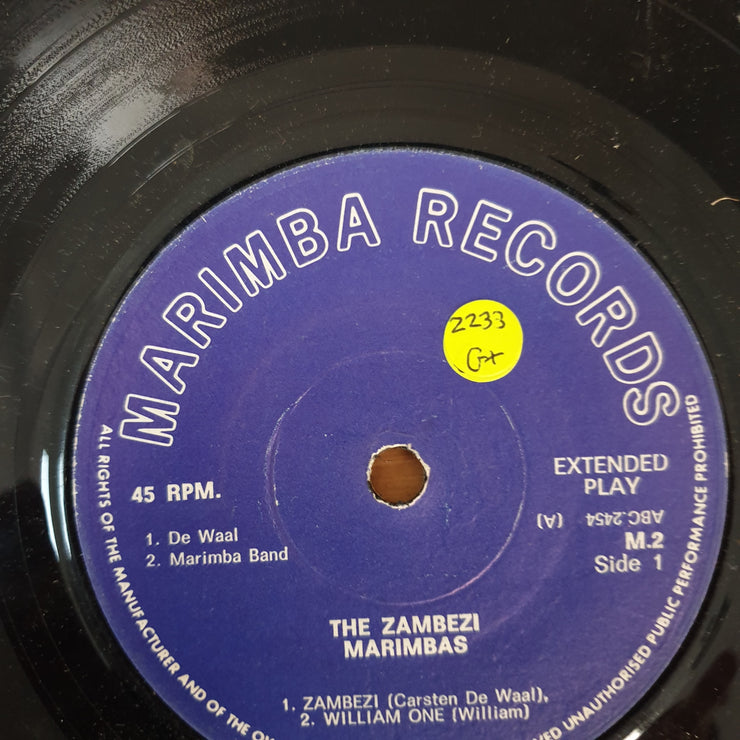 MARIMBA RECORDS
2233
G+
45 RPM.
EXTENDED
PLAY
ABC.2454 (A)
M.2
Side 1
1. De Waal
2. Marimba Band
THE ZAMBEZI
MARIMBAS
1. ZAMBEZI (Carsten De Waal),
2. WILLIAM ONE (William)
ALL RIGHTS OF THE MANUFACTURER AND OF THE
UNAUTHORISED PUBLIC PERFORMANCE PROHIBITED